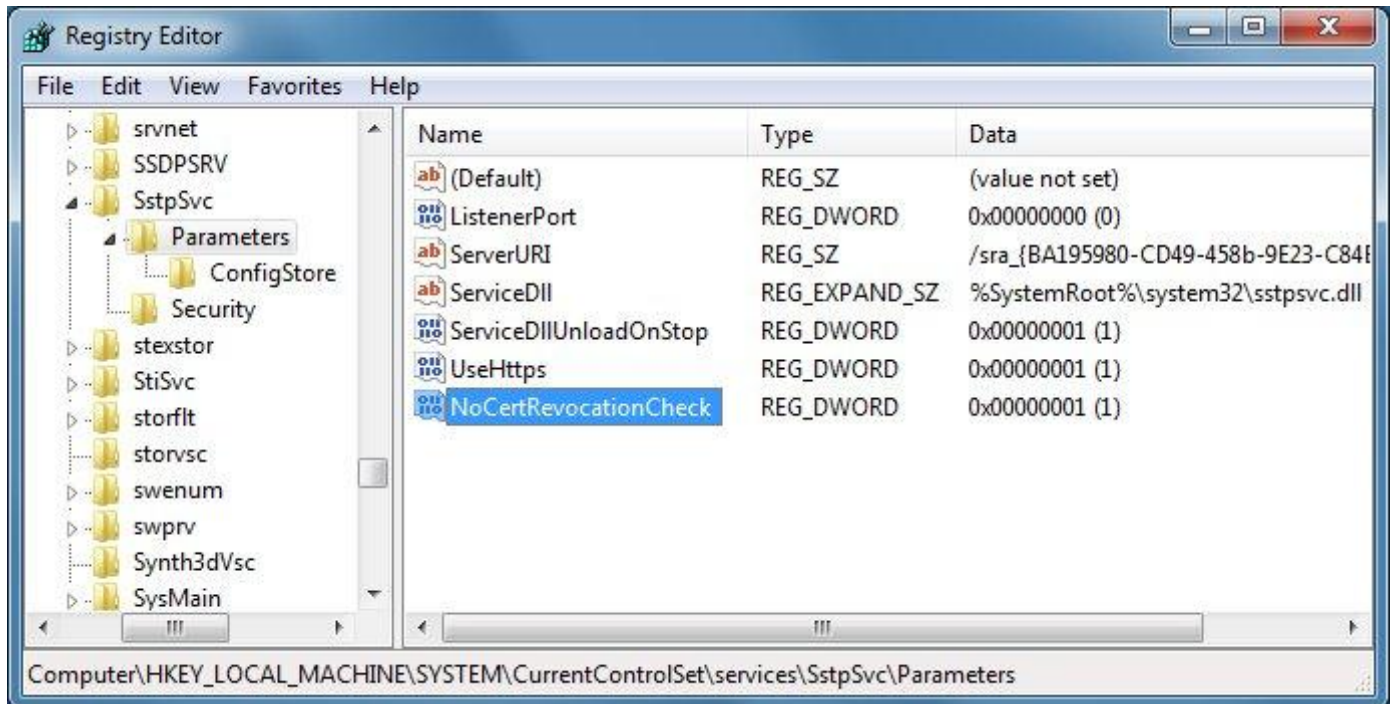 Registry Editor
File Edit View Favorites Help
srvnet
SSDPSRV
SstpSvc
Parameters
ConfigStore
Security
stexstor
StiSvc
storflt
storvsc
swenum
swprv
Synth3dVsc
SysMain
Name Type Data
(Default) REG_SZ (value not set)
ListenerPort REG_DWORD 0x00000000 (0)
ServerURI REG_SZ /sra_{BA195980-CD49-458b-9E23-C84E
ServiceDll REG_EXPAND_SZ %SystemRoot%\system32\sstpsvc.dll
ServiceDllUnloadOnStop REG_DWORD 0x00000001 (1)
UseHttps REG_DWORD 0x00000001 (1)
NoCertRevocationCheck REG_DWORD 0x00000001 (1)
Computer\HKEY_LOCAL_MACHINE\SYSTEM\CurrentControlSet\services\SstpSvc\Parameters